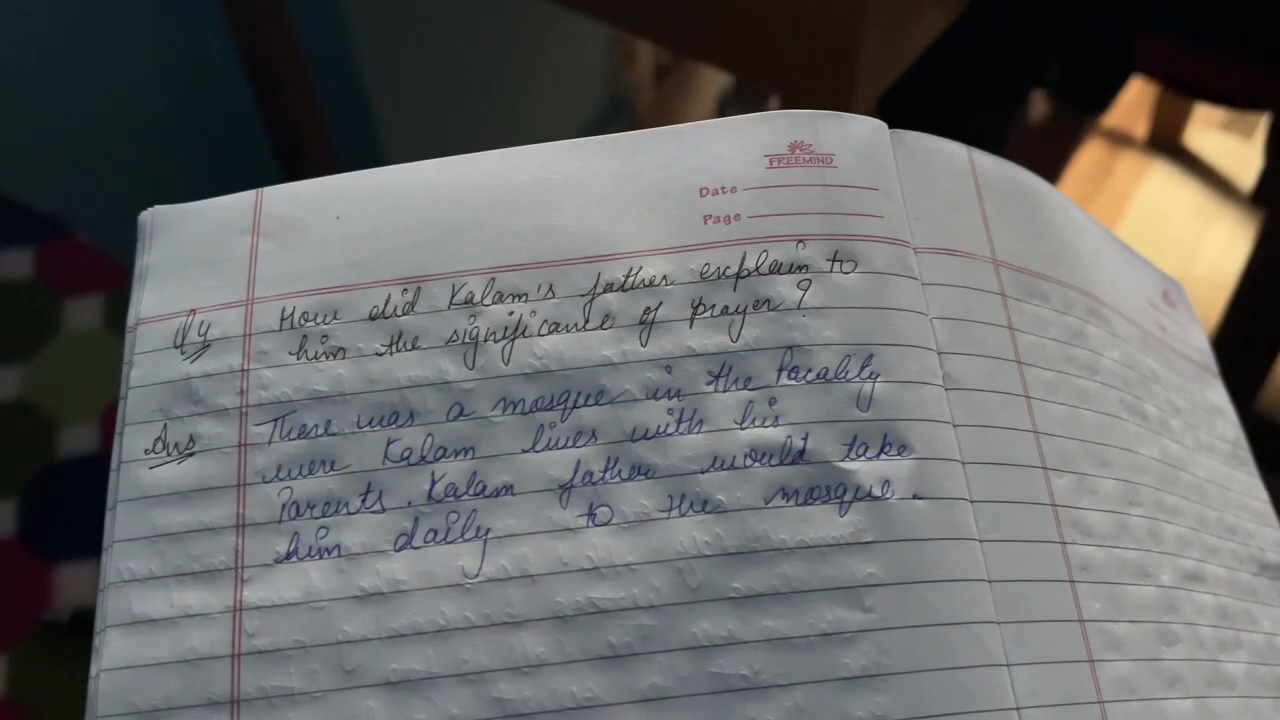 FREEMIND
Date
Page
Q4 How did Kalam's father explain to
him the significance of prayer?
Ans There was a mosque in the Pacality
were Kalam lives with his
Parents. Kalam father would take
him daily to the mosque.